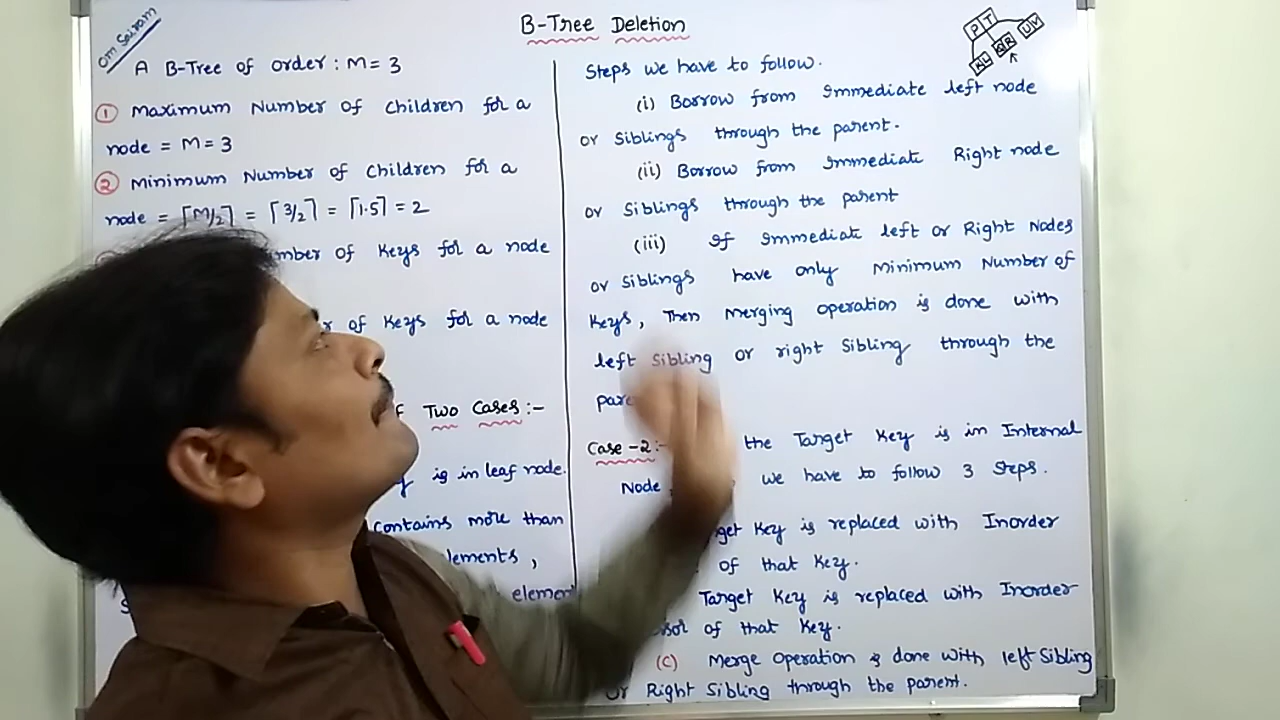 Om Sairam
B-Tree Deletion
A B-Tree of order : M = 3
① Maximum Number of children for a
node = M = 3
② Minimum Number of children for a
node = ⌈M/2⌉ = ⌈3/2⌉ = ⌈1.5⌉ = 2
mber of Keys for a node
r of Keys for a node
Two Cases :-
is in leaf node.
contains more than
lements ,
element
Steps we have to follow.
(i) Borrow from Immediate left node
or siblings through the parent.
(ii) Borrow from Immediate Right node
or siblings through the parent
(iii) If Immediate left or Right Nodes
or siblings have only Minimum Number of
Keys, Then merging operation is done with
left sibling or right sibling through the
pare
Case-2:- the Target Key is in Internal
Node we have to follow 3 steps.
get Key is replaced with Inorder
of that Key.
Target Key is replaced with Inorder
ssor of that Key.
(C) Merge operation is done with left sibling
or Right sibling through the parent.
P T
U V